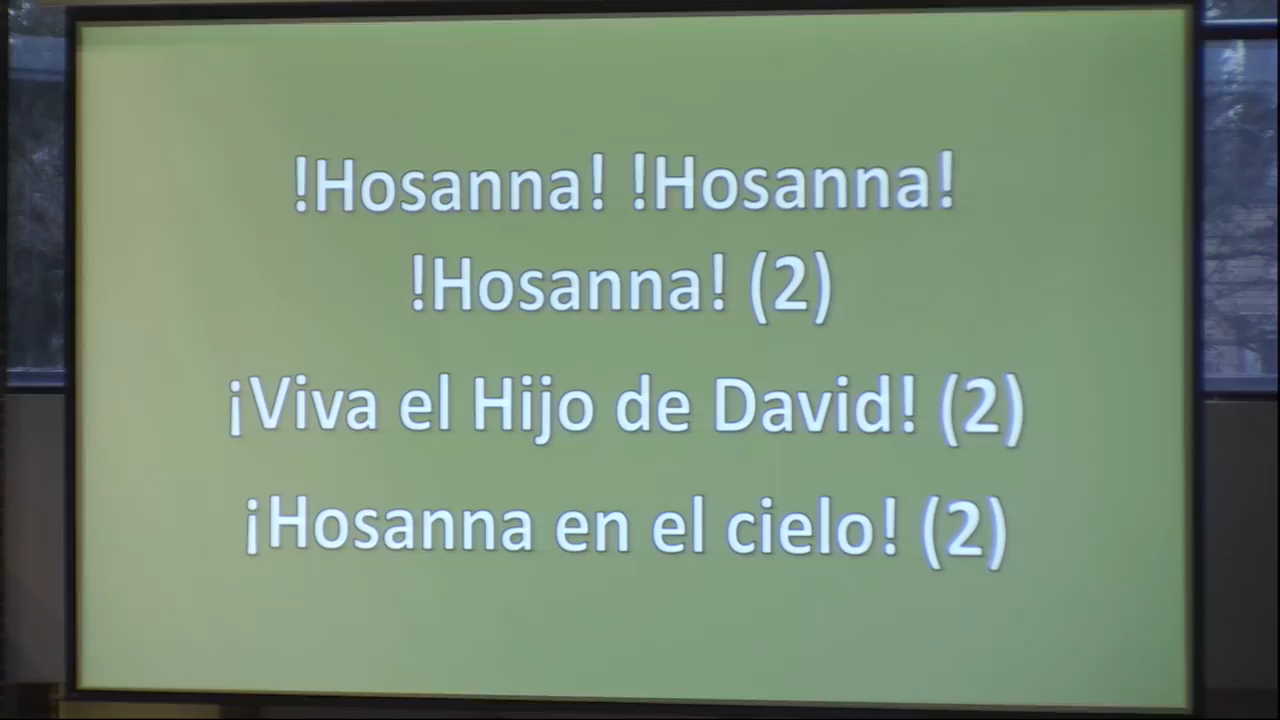 !Hosanna! !Hosanna!
!Hosanna! (2)
¡Viva el Hijo de David! (2)
¡Hosanna en el cielo! (2)